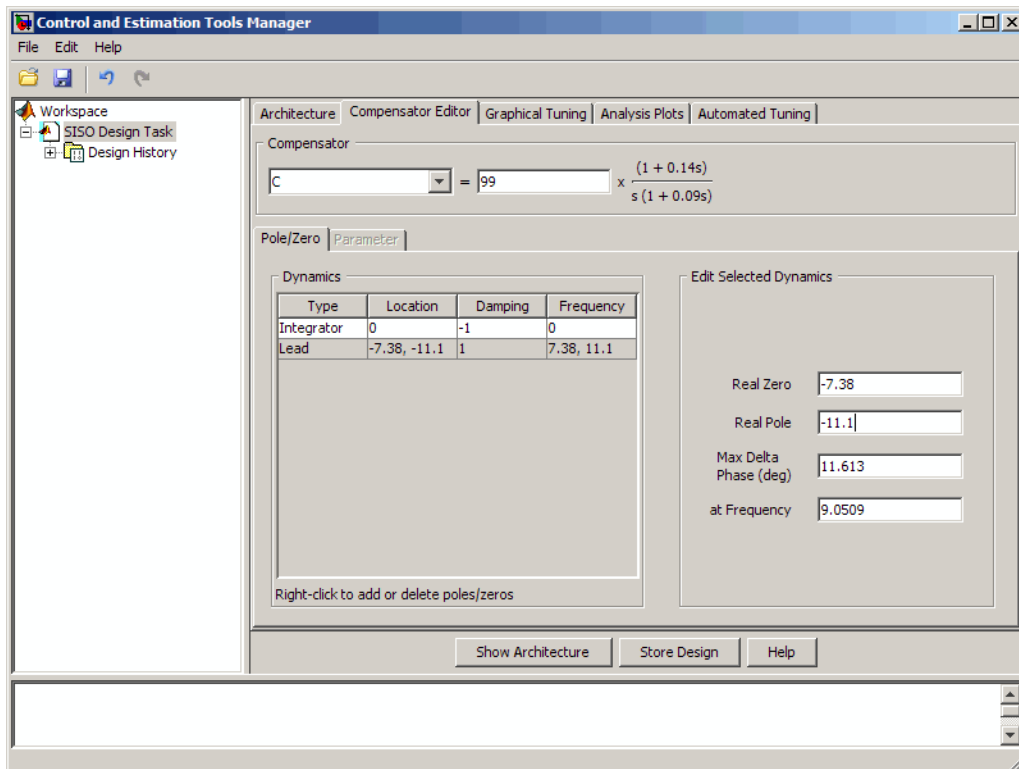 Control and Estimation Tools Manager
File Edit Help
Workspace
SISO Design Task
Design History
Architecture Compensator Editor Graphical Tuning Analysis Plots Automated Tuning
Compensator
C = 99 x (1 + 0.14s)
s (1 + 0.09s)
Pole/Zero Parameter
Dynamics
Type Location Damping Frequency
Integrator 0 -1 0
Lead -7.38, -11.1 1 7.38, 11.1
Right-click to add or delete poles/zeros
Edit Selected Dynamics
Real Zero -7.38
Real Pole -11.1
Max Delta
Phase (deg) 11.613
at Frequency 9.0509
Show Architecture Store Design Help